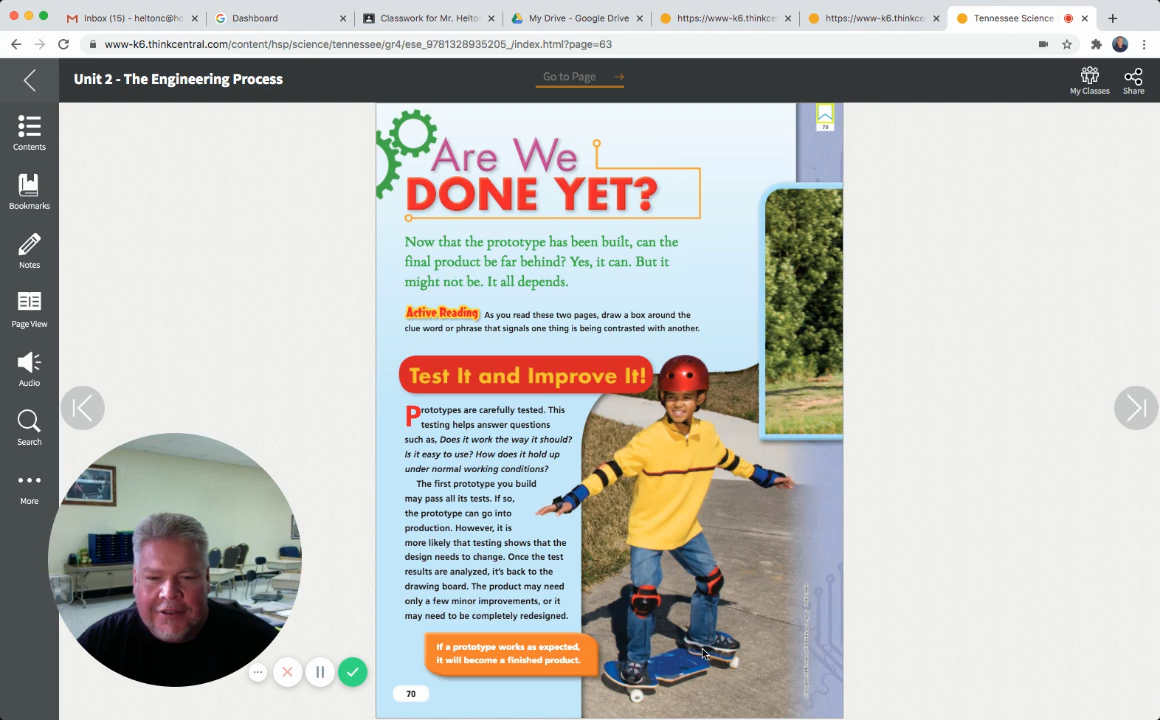 Inbox (15) - heltonc@hc
Dashboard
Classwork for Mr. Helto
My Drive - Google Drive
https://www-k6.thinkce
https://www-k6.thinkce
Tennessee Science
www-k6.thinkcentral.com/content/hsp/science/tennessee/gr4/ese_9781328935205_/index.html?page=63
Unit 2 - The Engineering Process
Go to Page
My Classes
Share
Contents
Bookmarks
Notes
Page View
Audio
Search
More
70
Are We
DONE YET?
Now that the prototype has been built, can the
final product be far behind? Yes, it can. But it
might not be. It all depends.
Active Reading As you read these two pages, draw a box around the
clue word or phrase that signals one thing is being contrasted with another.
Test It and Improve It!
Prototypes are carefully tested. This
testing helps answer questions
such as, Does it work the way it should?
Is it easy to use? How does it hold up
under normal working conditions?
The first prototype you build
may pass all its tests. If so,
the prototype can go into
production. However, it is
more likely that testing shows that the
design needs to change. Once the test
results are analyzed, it's back to the
drawing board. The product may need
only a few minor improvements, or it
may need to be completely redesigned.
If a prototype works as expected,
it will become a finished product.
70